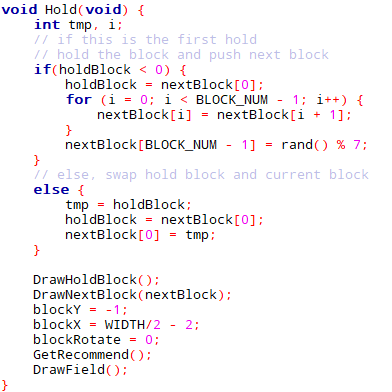 void Hold(void) {
    int tmp, i;
    // if this is the first hold
    // hold the block and push next block
    if(holdBlock < 0) {
        holdBlock = nextBlock[0];
        for (i = 0; i < BLOCK_NUM - 1; i++) {
            nextBlock[i] = nextBlock[i + 1];
        }
        nextBlock[BLOCK_NUM - 1] = rand() % 7;
    }
    // else, swap hold block and current block
    else {
        tmp = holdBlock;
        holdBlock = nextBlock[0];
        nextBlock[0] = tmp;
    }

    DrawHoldBlock();
    DrawNextBlock(nextBlock);
    blockY = -1;
    blockX = WIDTH/2 - 2;
    blockRotate = 0;
    GetRecommend();
    DrawField();
}